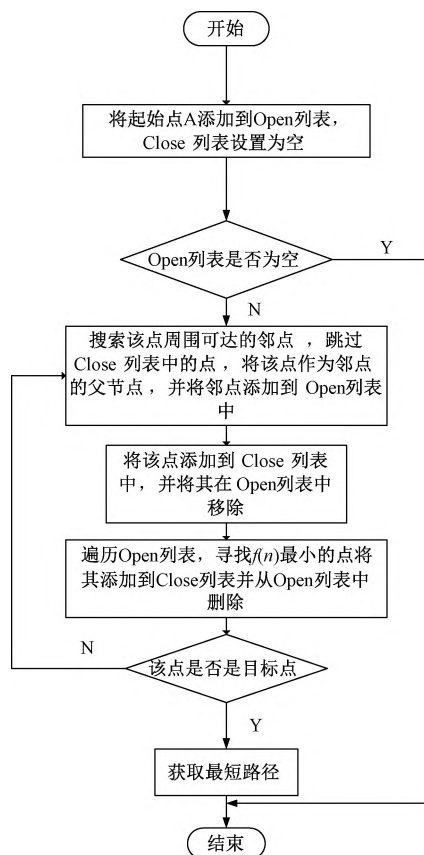 开始
将起始点A添加到Open列表，
Close 列表设置为空
Open列表是否为空
Y
N
搜索该点周围可达的邻点 ，跳过
Close 列表中的点 ，将该点作为邻点
的父节点 ，并将邻点添加到 Open列表
中
将该点添加到 Close 列表
中，并将其在 Open列表中
移除
遍历Open列表，寻找f(n)最小的点将
其添加到Close列表并从Open列表中
删除
N
该点是否是目标点
Y
获取最短路径
结束